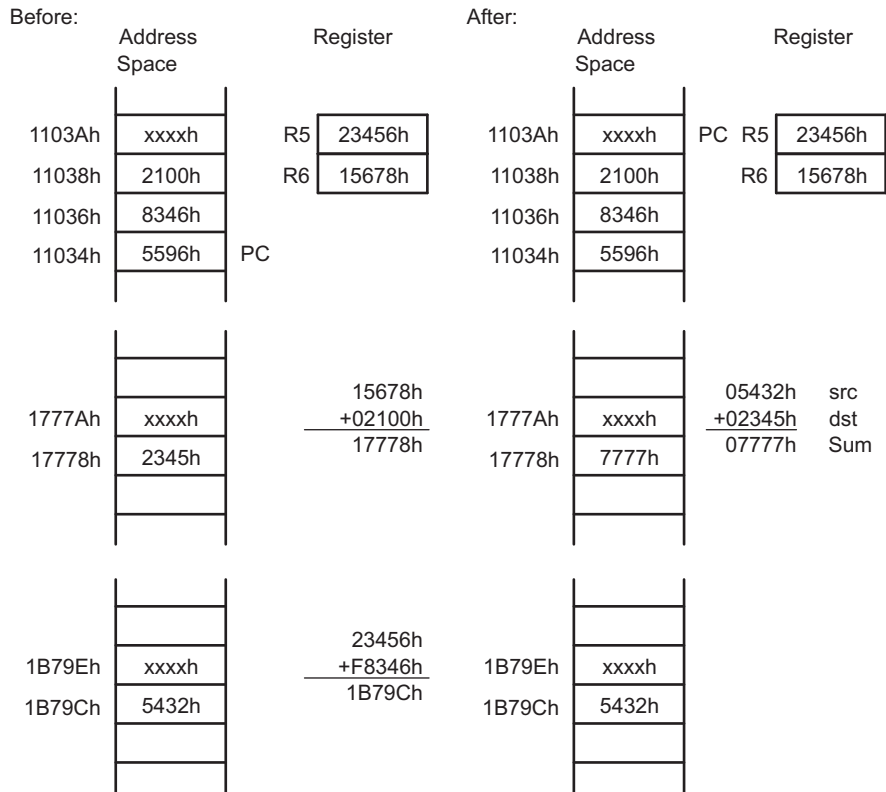 Before:
Address
Space
Register
1103Ah xxxxh R5 23456h
11038h 2100h R6 15678h
11036h 8346h
11034h 5596h PC
15678h
1777Ah xxxxh +02100h
17778h 2345h 17778h
23456h
1B79Eh xxxxh +F8346h
1B79Ch 5432h 1B79Ch
After:
Address
Space
Register
1103Ah xxxxh PC R5 23456h
11038h 2100h R6 15678h
11036h 8346h
11034h 5596h
05432h src
1777Ah xxxxh +02345h dst
17778h 7777h 07777h Sum
1B79Eh xxxxh
1B79Ch 5432h